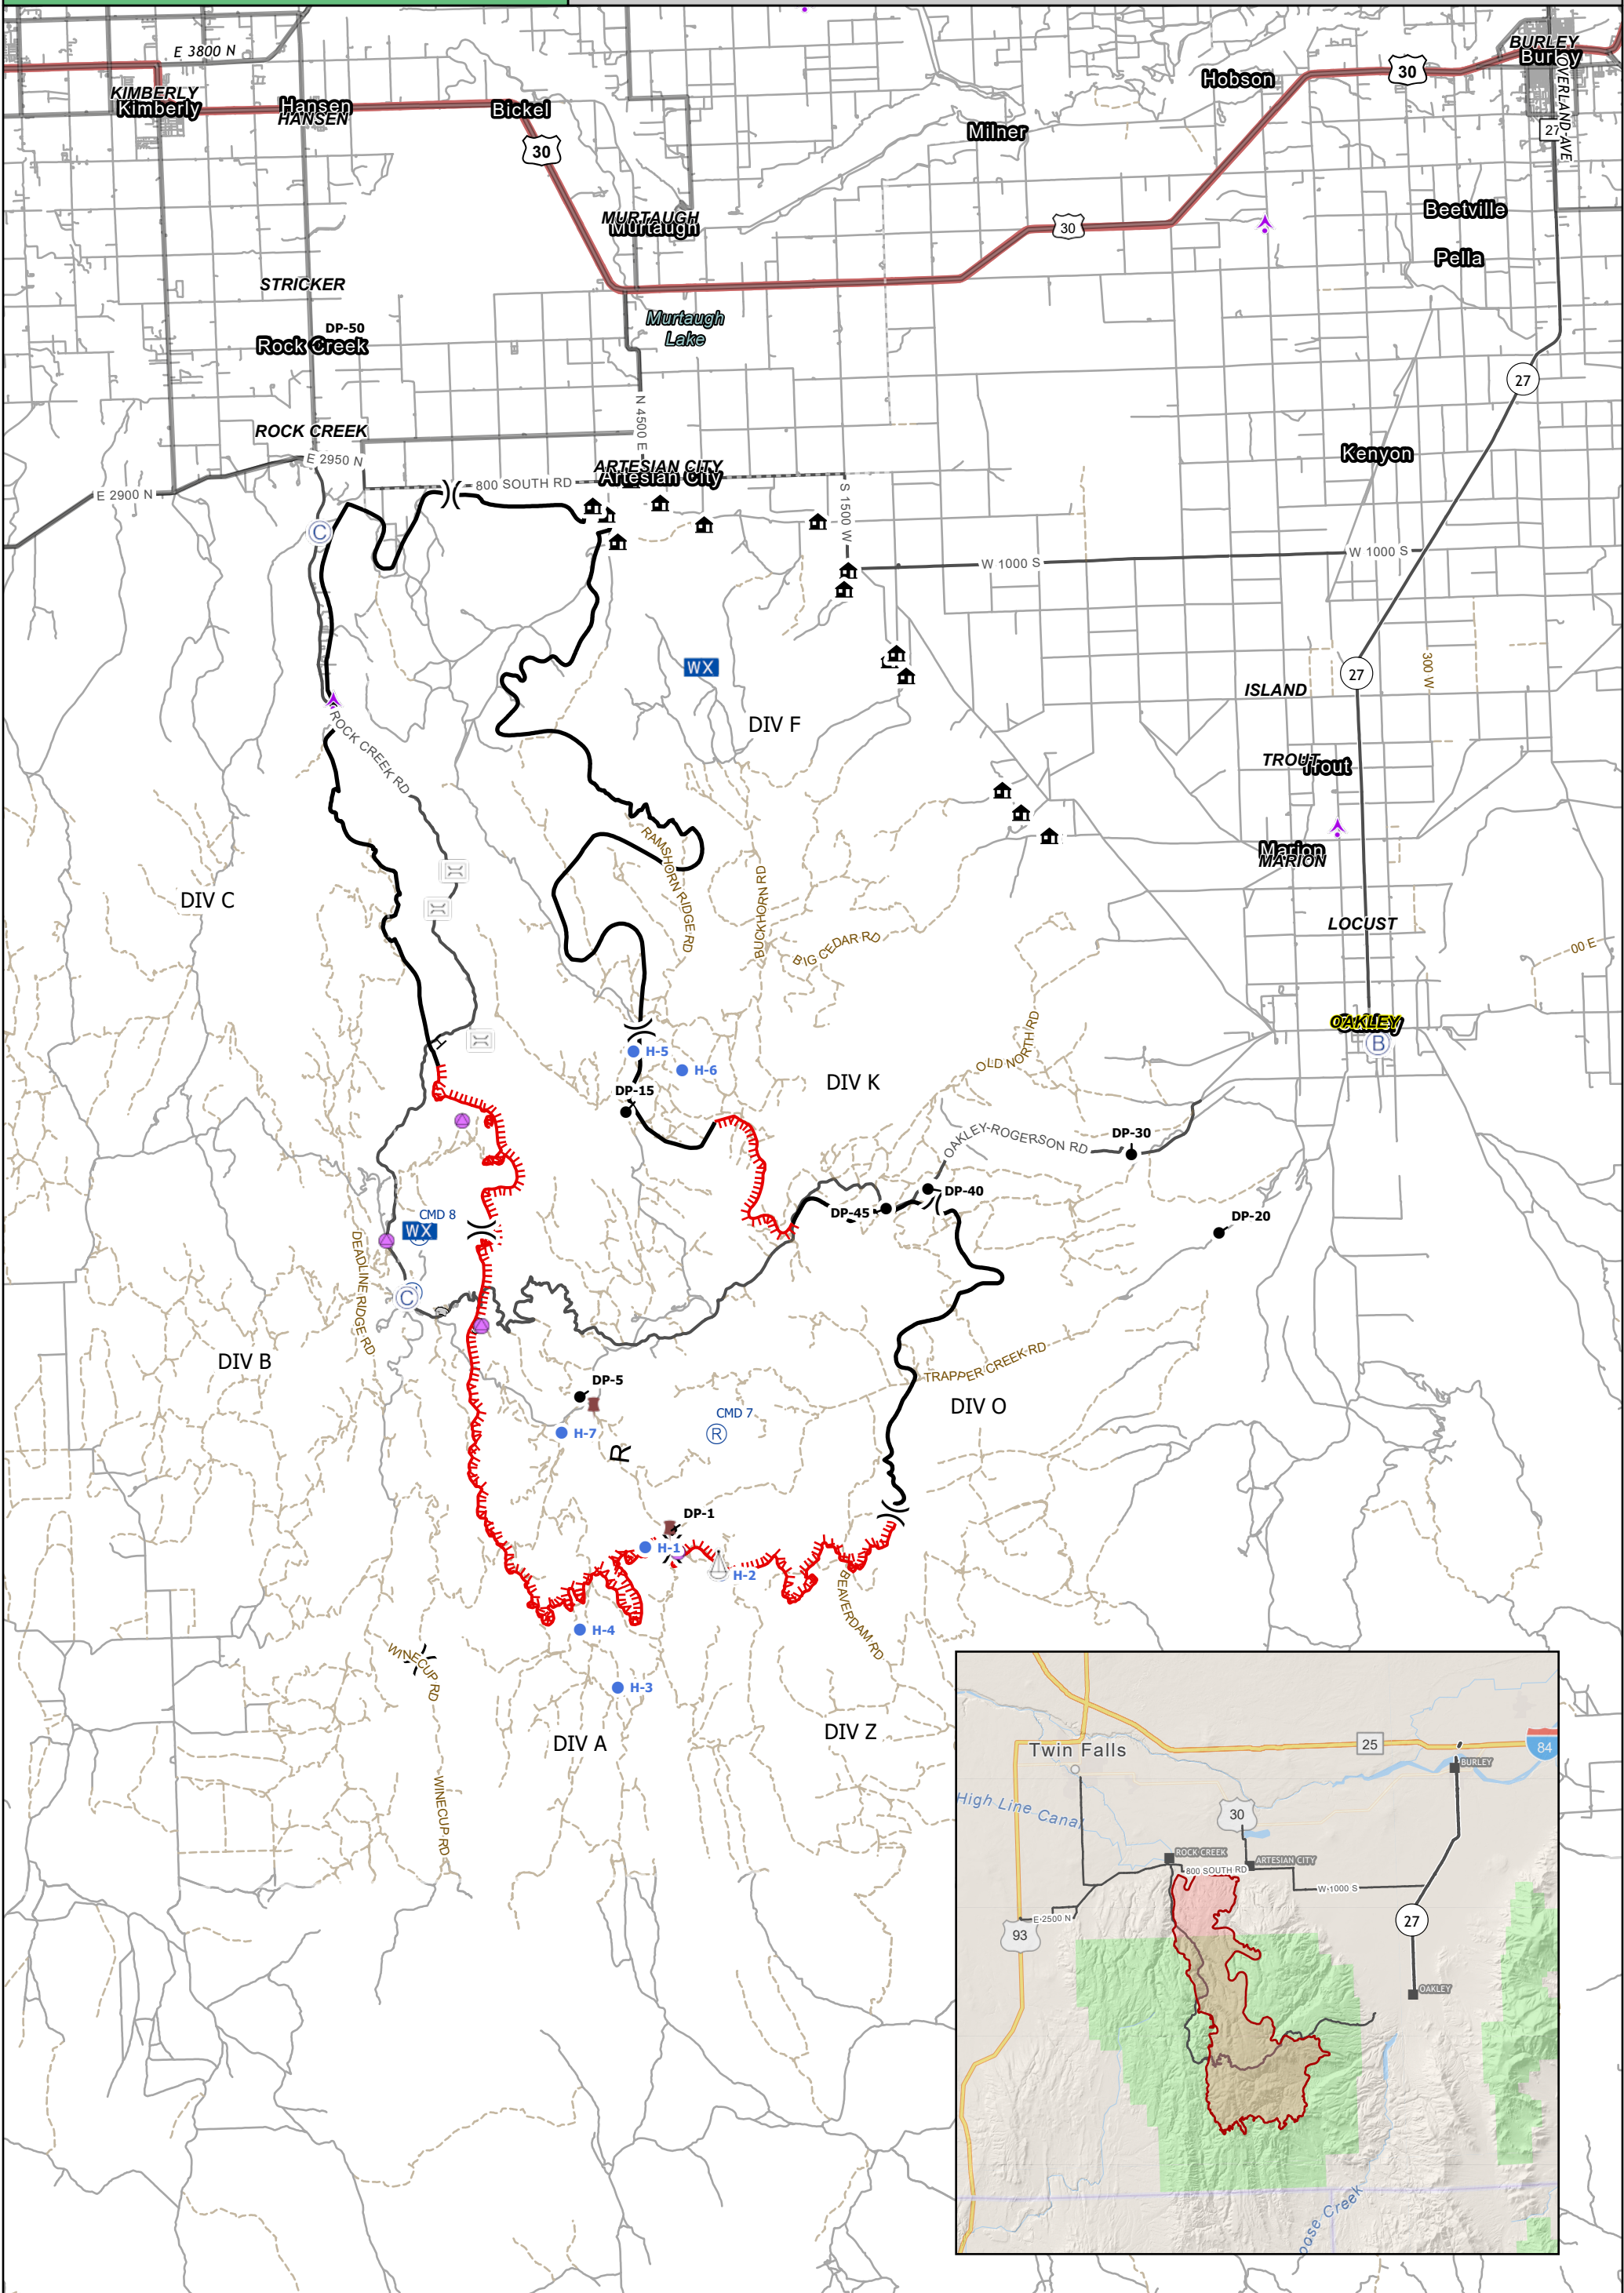 E 3800 N
BURLEY
Burley
OVERLAND AVE
30
Hobson
KIMBERLY
Kimberly
Hansen
HANSEN
Bickel
Milner
27
30
MURTAUGH
Murtaugh
30
Beetville
Pella
STRICKER
Murtaugh
Lake
DP-50
Rock Creek
27
N 4500 E
ROCK CREEK
E 2950 N
Kenyon
ARTESIAN CITY
Artesian City
800 SOUTH RD
E 2900 N
S 1500 W
C
W 1000 S
W 1000 S
WX
300 W
27
ISLAND
DIV F
ROCK CREEK RD
TROUT
Trout
RAMSHORN RIDGE RD
Marion
MARION
DIV C
BUCKHORN RD
BIG CEDAR RD
LOCUST
00 E
OAKLEY
B
H-5
H-6
OLD NORTH RD
DIV K
DP-15
OAKLEY-ROGERSON RD
DP-30
DP-40
DP-45
DP-20
CMD 8
WX
DEADLINE RIDGE RD
C
DIV B
TRAPPER CREEK RD
DP-5
DIV O
CMD 7
R
H-7
R
DP-1
H-1
H-2
BEAVERDAM RD
H-4
WINECUP RD
H-3
DIV Z
DIV A
WINECUP RD
Twin Falls
25
84
BURLEY
High Line Canal
30
ROCK CREEK
ARTESIAN CITY
800 SOUTH RD
W 1000 S
E 2500 N
93
27
OAKLEY
ose Creek